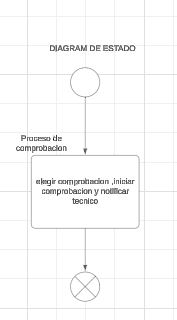 DIAGRAM DE ESTADO
Proceso de
comprobacion
elegir comprobacion ,iniciar
comprobacion y notificar
tecnico